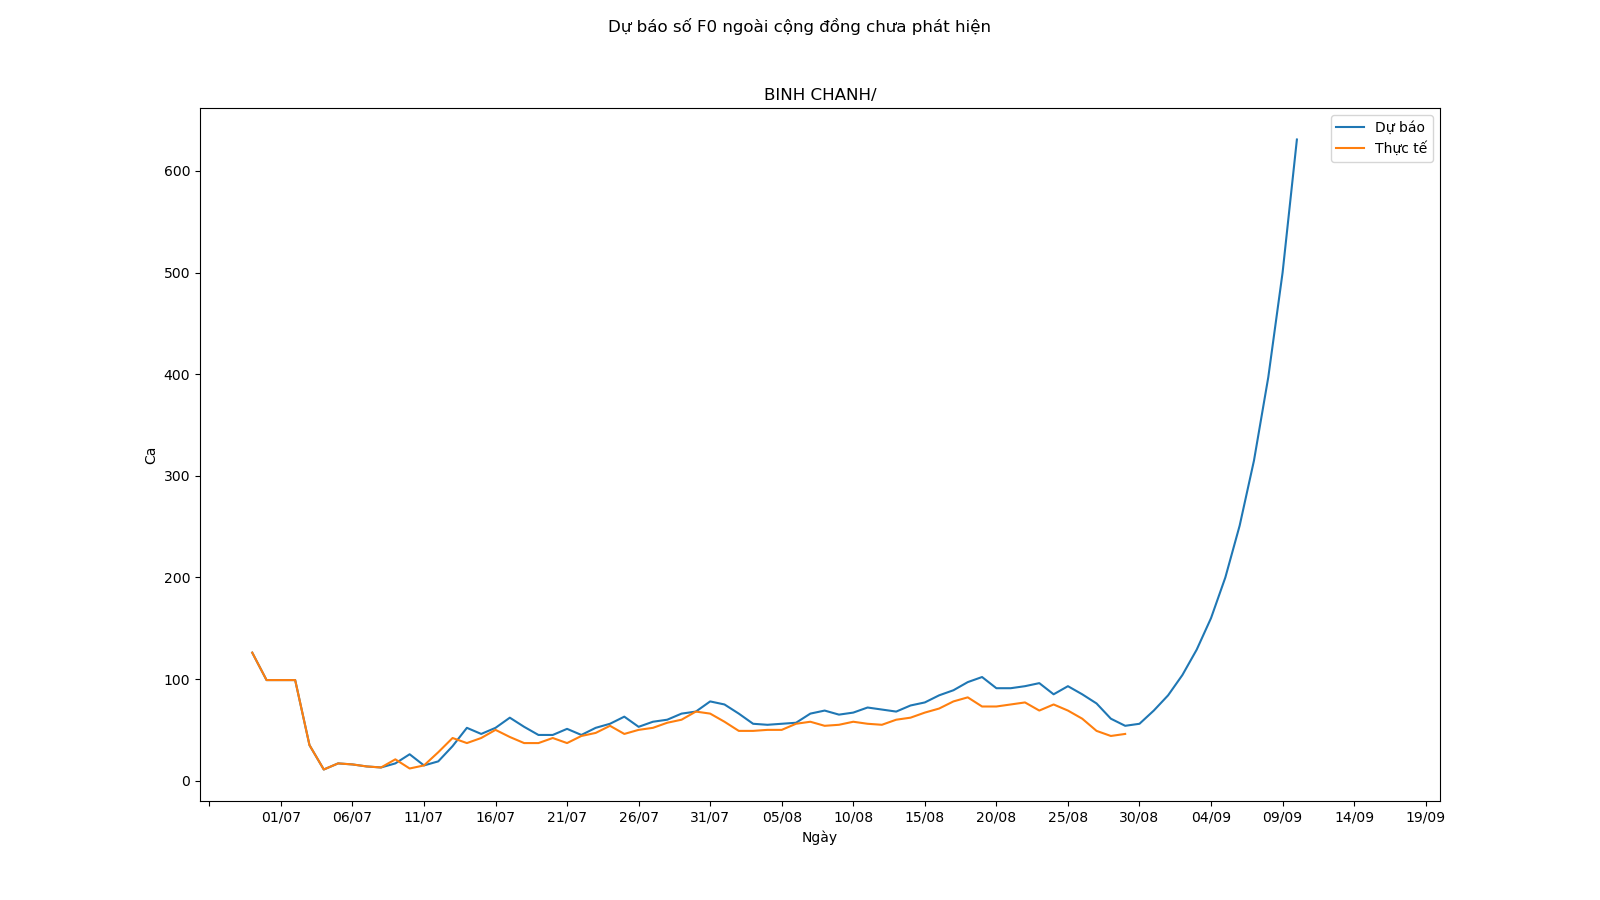 Dự báo số F0 ngoài cộng đồng chưa phát hiện
BINH CHANH/
Dự báo
Thực tế
600
500
400
300
200
100
0
Ca
01/07 06/07 11/07 16/07 21/07 26/07 31/07 05/08 10/08 15/08 20/08 25/08 30/08 04/09 09/09 14/09 19/09
Ngày